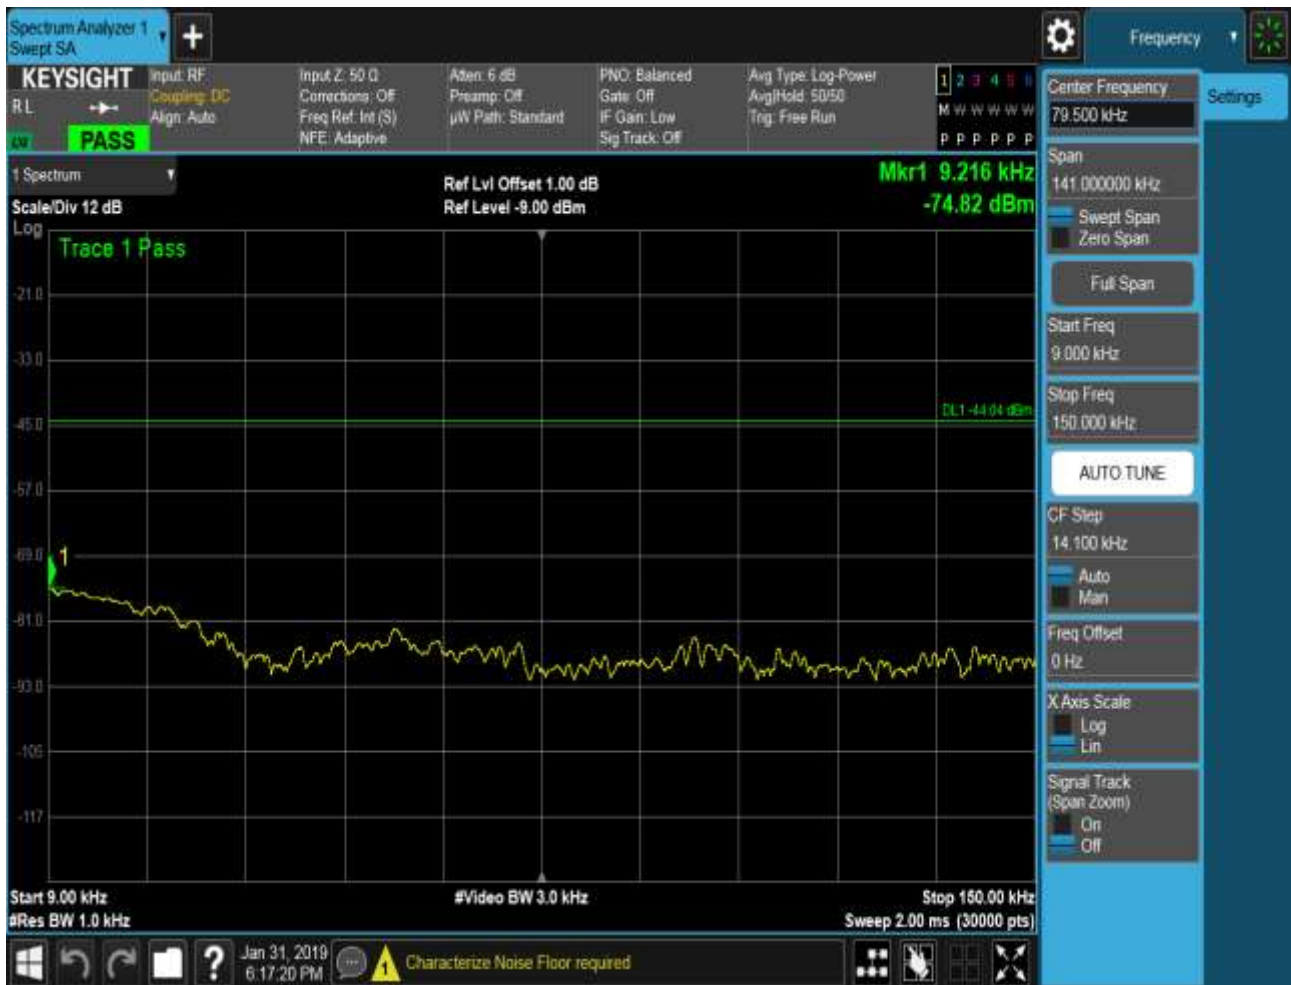 Spectrum Analyzer 1
Swept SA
Frequency
KEYSIGHT
R L
PASS
Input: RF
Coupling: DC
Align: Auto
Input Z: 50 Ω
Corrections: Off
Freq Ref: Int (S)
NFE: Adaptive
Atten: 6 dB
Preamp: Off
µW Path: Standard
PNO: Balanced
Gate: Off
IF Gain: Low
Sig Track: Off
Avg Type: Log-Power
Avg|Hold: 50/50
Trig: Free Run
1 2 3 4 5 6
M W W W W W
P P P P P P
1 Spectrum
Scale/Div 12 dB
Log
Ref Lvl Offset 1.00 dB
Ref Level -9.00 dBm
Mkr1 9.216 kHz
-74.82 dBm
Trace 1 Pass
-21.0
-33.0
DL1 -44.04 dBm
-45.0
-57.0
-69.0
1
-81.0
-93.0
-105
-117
Start 9.00 kHz
#Res BW 1.0 kHz
#Video BW 3.0 kHz
Stop 150.00 kHz
Sweep 2.00 ms (30000 pts)
Center Frequency
79.500 kHz
Settings
Span
141.000000 kHz
Swept Span
Zero Span
Full Span
Start Freq
9.000 kHz
Stop Freq
150.000 kHz
AUTO TUNE
CF Step
14.100 kHz
Auto
Man
Freq Offset
0 Hz
X Axis Scale
Log
Lin
Signal Track
(Span Zoom)
On
Off
?
Jan 31, 2019
6:17:20 PM
1
Characterize Noise Floor required